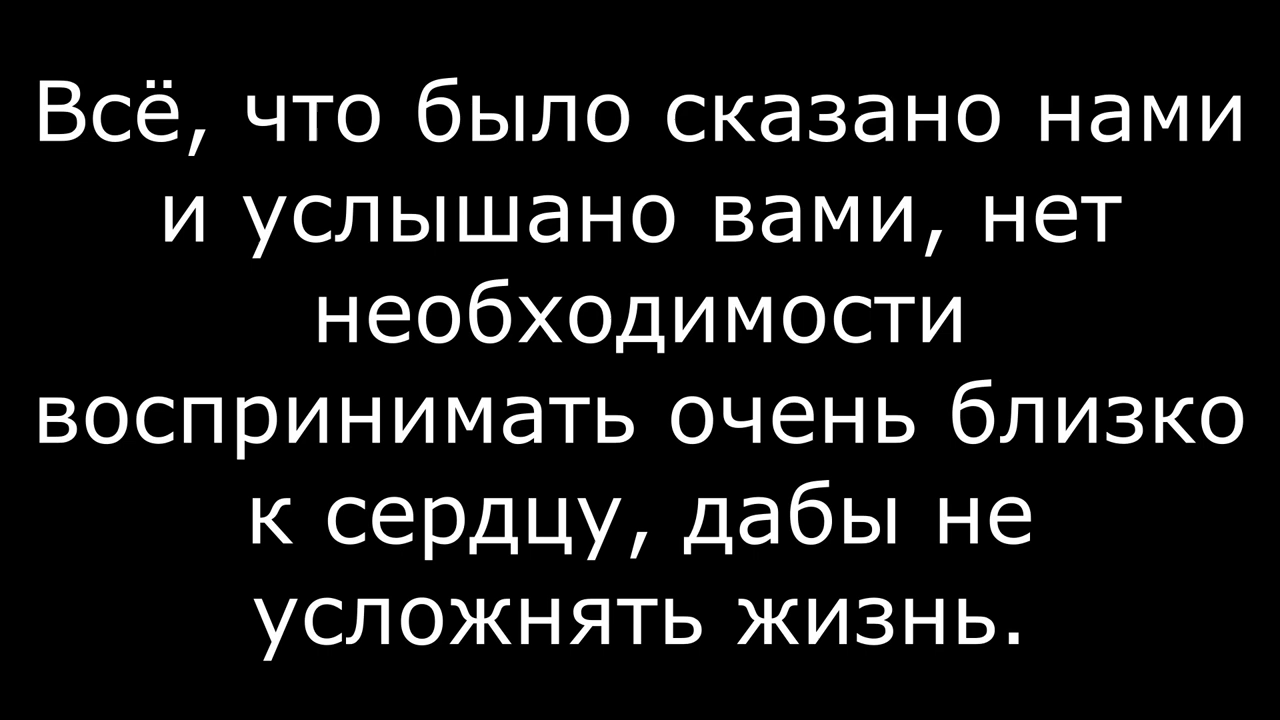 Всё, что было сказано нами
и услышано вами, нет
необходимости
воспринимать очень близко
к сердцу, дабы не
усложнять жизнь.